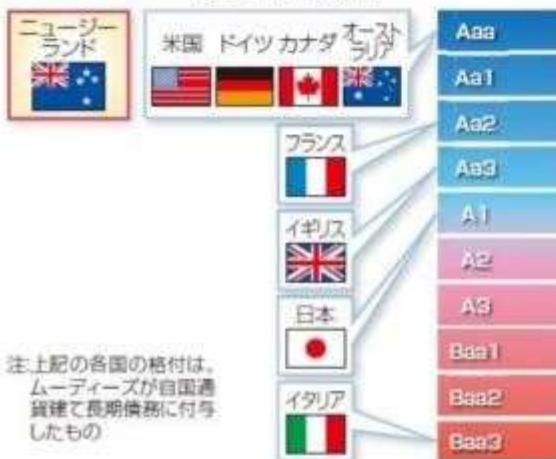 ニュージー
ランド
米国
ドイツ
カナダ
オースト
ラリア
フランス
イギリス
日本
イタリア
Aaa
Aa1
Aa2
Aa3
A1
A2
A3
Baa1
Baa2
Baa3
注:上記の各国の格付は、
ムーディーズが自国通
貨建て長期債務に付与
したもの